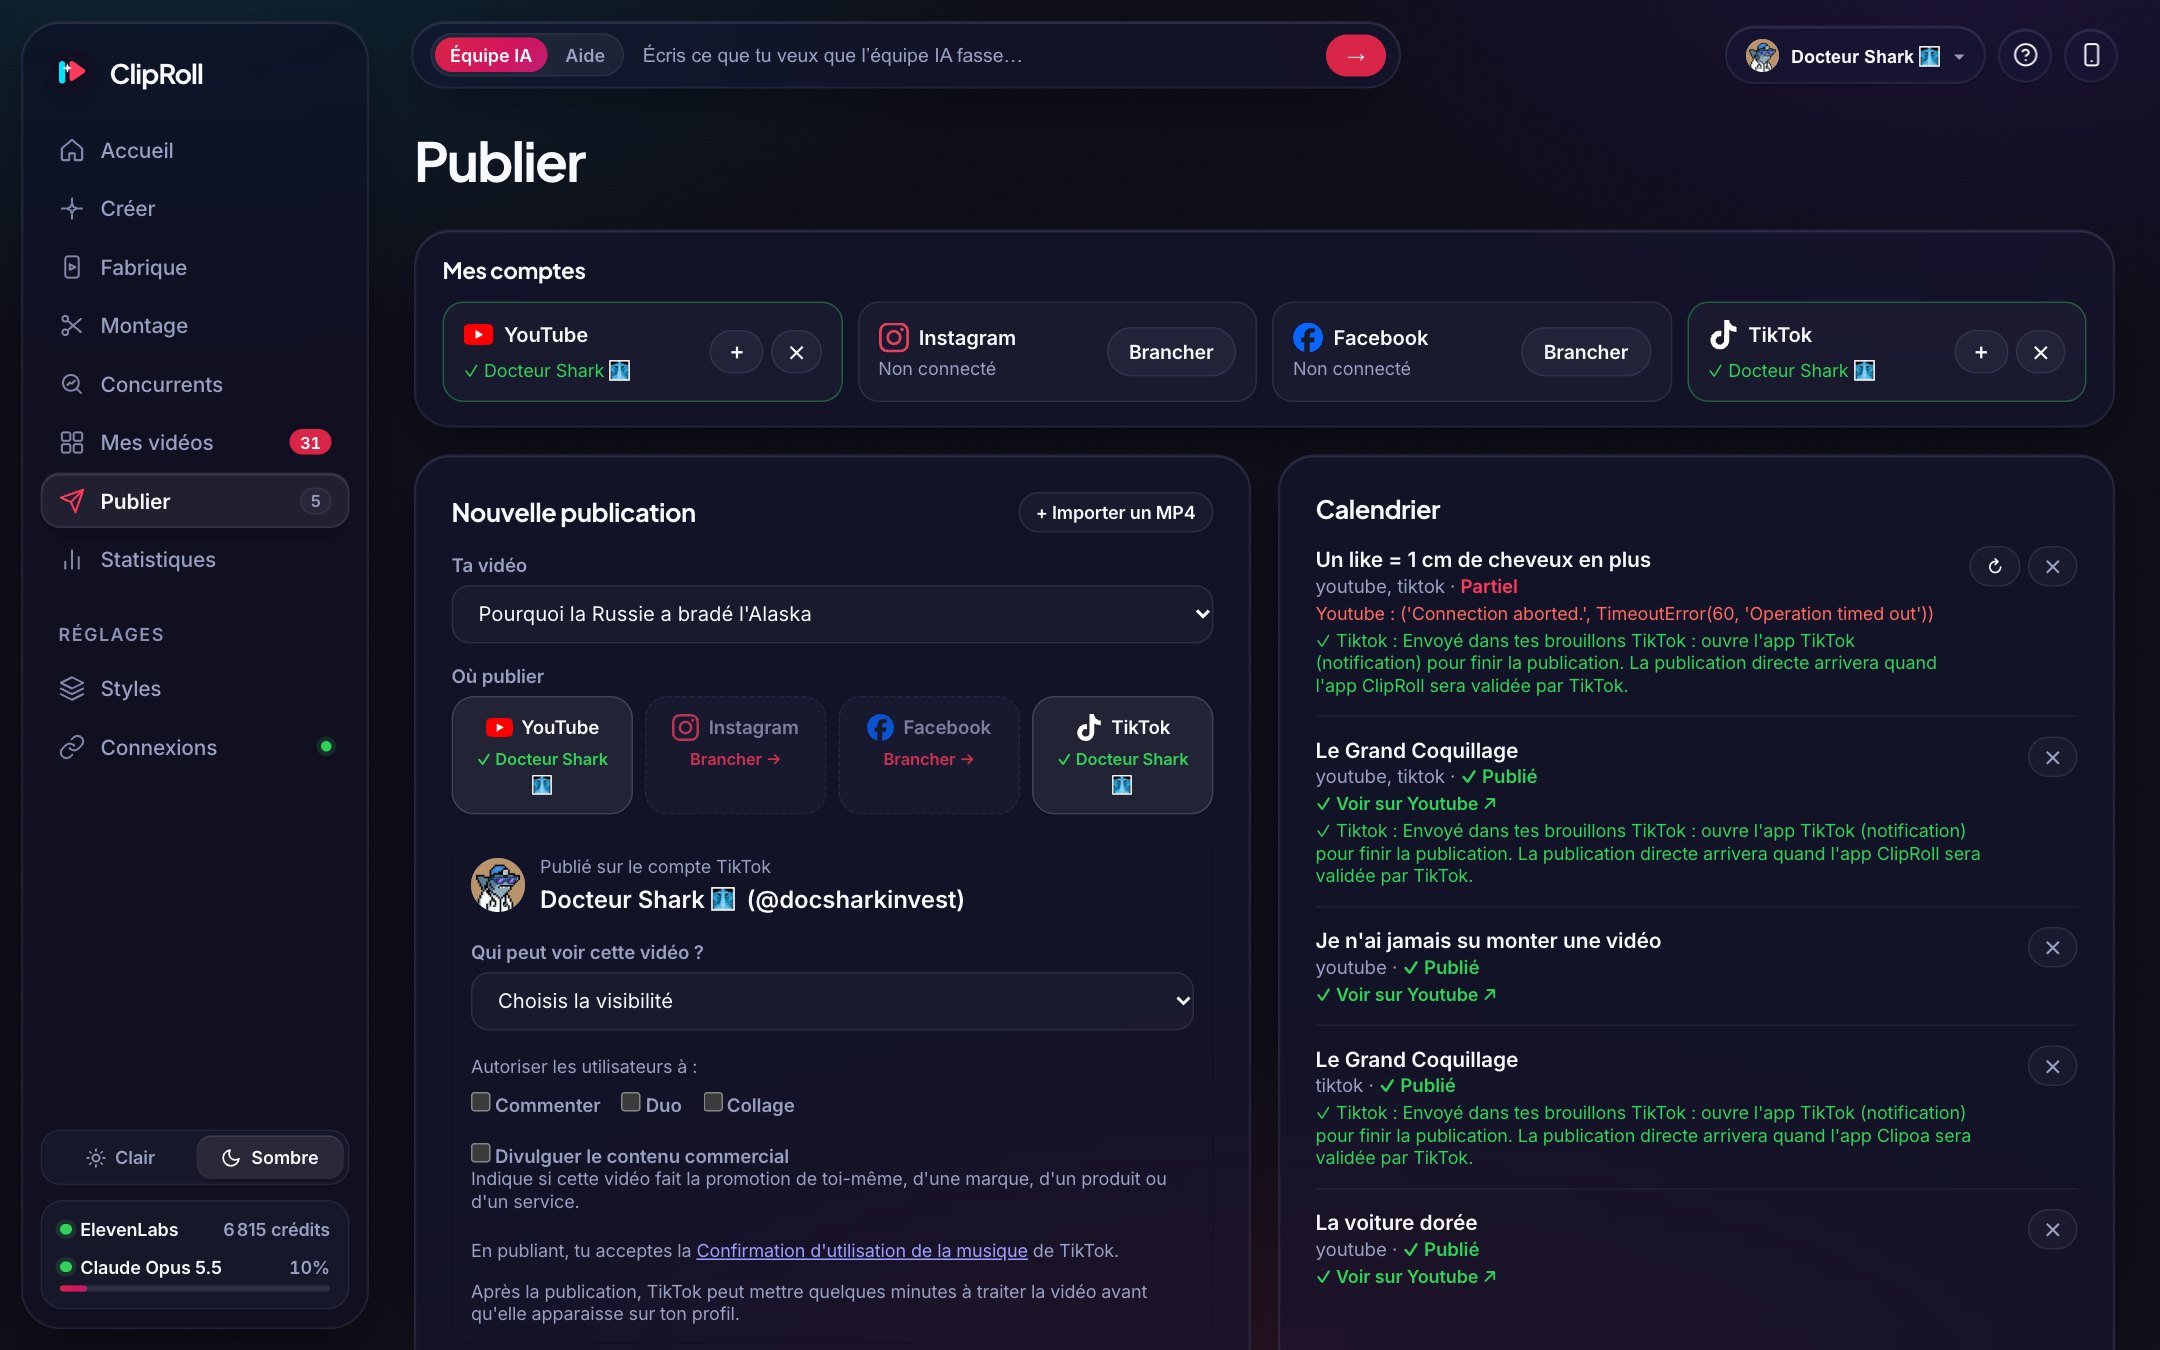 ClipRoll
Accueil
Créer
Fabrique
Montage
Concurrents
Mes vidéos 31
Publier 5
Statistiques
RÉGLAGES
Styles
Connexions
Clair Sombre
ElevenLabs 6 815 crédits
Claude Opus 5.5 10%
Équipe IA Aide Écris ce que tu veux que l'équipe IA fasse… →
Docteur Shark
Publier
Mes comptes
YouTube
✓ Docteur Shark
+ ✕
Instagram
Non connecté
Brancher
Facebook
Non connecté
Brancher
TikTok
✓ Docteur Shark
+ ✕
Nouvelle publication
+ Importer un MP4
Ta vidéo
Pourquoi la Russie a bradé l'Alaska
Où publier
YouTube
✓ Docteur Shark
Instagram
Brancher →
Facebook
Brancher →
TikTok
✓ Docteur Shark
Publié sur le compte TikTok
Docteur Shark (@docsharkinvest)
Qui peut voir cette vidéo ?
Choisis la visibilité
Autoriser les utilisateurs à :
Commenter Duo Collage
Divulguer le contenu commercial
Indique si cette vidéo fait la promotion de toi-même, d'une marque, d'un produit ou
d'un service.
En publiant, tu acceptes la Confirmation d'utilisation de la musique de TikTok.
Après la publication, TikTok peut mettre quelques minutes à traiter la vidéo avant
qu'elle apparaisse sur ton profil.
Calendrier
Un like = 1 cm de cheveux en plus
youtube, tiktok · Partiel
Youtube : ('Connection aborted.', TimeoutError(60, 'Operation timed out'))
✓ Tiktok : Envoyé dans tes brouillons TikTok : ouvre l'app TikTok
(notification) pour finir la publication. La publication directe arrivera quand
l'app ClipRoll sera validée par TikTok.
Le Grand Coquillage
youtube, tiktok · ✓ Publié
✓ Voir sur Youtube ↗
✓ Tiktok : Envoyé dans tes brouillons TikTok : ouvre l'app TikTok (notification)
pour finir la publication. La publication directe arrivera quand l'app ClipRoll sera
validée par TikTok.
Je n'ai jamais su monter une vidéo
youtube · ✓ Publié
✓ Voir sur Youtube ↗
Le Grand Coquillage
tiktok · ✓ Publié
✓ Tiktok : Envoyé dans tes brouillons TikTok : ouvre l'app TikTok (notification)
pour finir la publication. La publication directe arrivera quand l'app Clipoa sera
validée par TikTok.
La voiture dorée
youtube · ✓ Publié
✓ Voir sur Youtube ↗